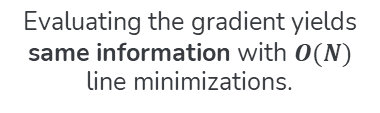 Evaluating the gradient yields
same information with O(N)
line minimizations.